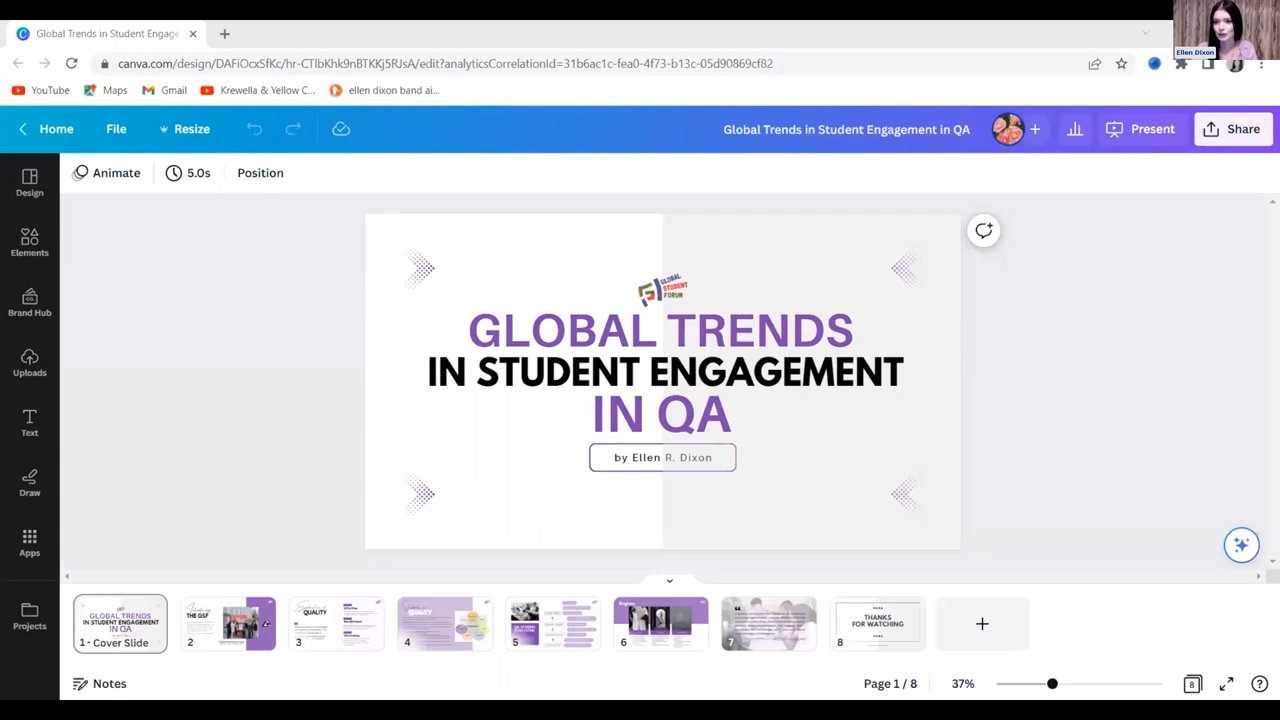 Global Trends in Student Engage
Ellen Dixon
canva.com/design/DAFiOcxSfKc/hr-CTlbKhk9nBTKKj5RJsA/edit?analyticsCorrelationId=31b6ac1c-fea0-4f73-b13c-05d90869cf82
YouTube Maps Gmail Krewella & Yellow C... ellen dixon band ai...
Home File Resize Global Trends in Student Engagement in QA Present Share
Animate 5.0s Position
Design
Elements
Brand Hub
Uploads
Text
Draw
Apps
Projects
GLOBAL
STUDENT
FORUM
GLOBAL TRENDS
IN STUDENT ENGAGEMENT
IN QA
by Ellen R. Dixon
GLOBAL TRENDS
IN STUDENT ENGAGEMENT
IN QA
1 - Cover Slide
THE GSF
2
QUALITY
3
QUALITY
4
5
6
7
THANKS
FOR WATCHING
8
Notes Page 1 / 8 37% 8